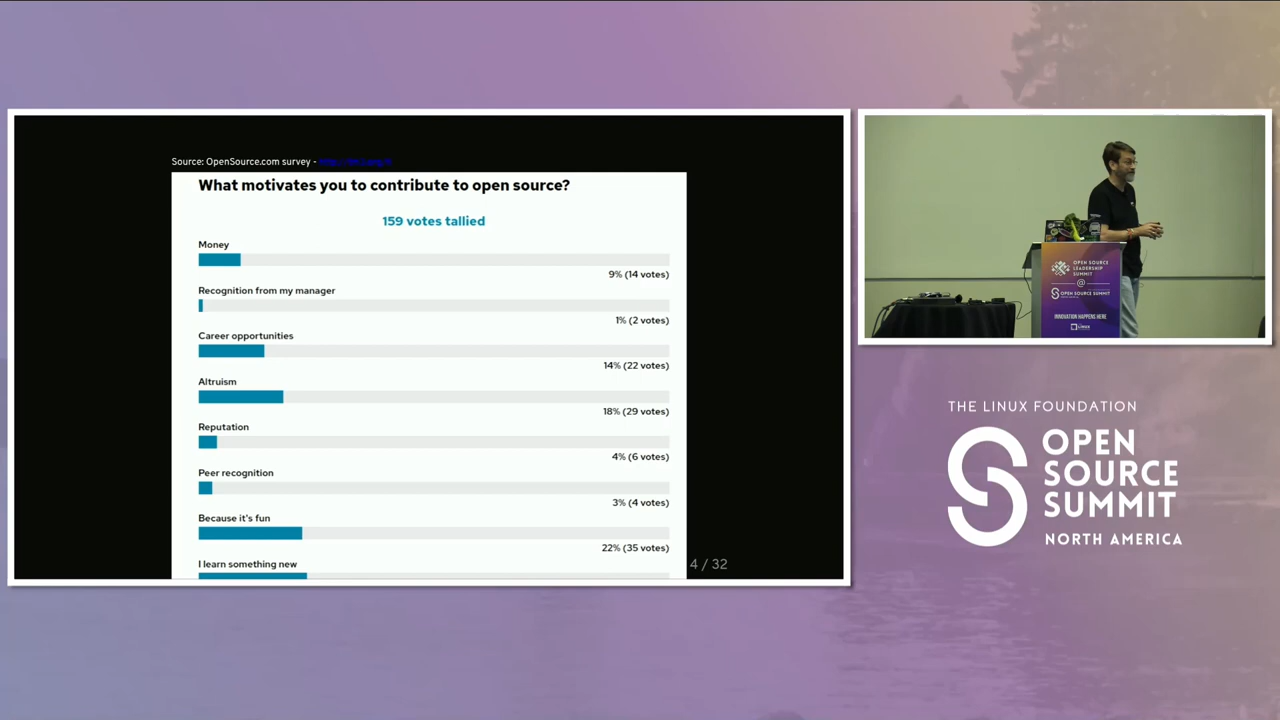 Source: OpenSource.com survey -
What motivates you to contribute to open source?
159 votes tallied
Money
9% (14 votes)
Recognition from my manager
1% (2 votes)
Career opportunities
14% (22 votes)
Altruism
18% (29 votes)
Reputation
4% (6 votes)
Peer recognition
3% (4 votes)
Because it's fun
22% (35 votes)
I learn something new
4 / 32
OPEN SOURCE
LEADERSHIP
SUMMIT
@
OPEN SOURCE SUMMIT
INNOVATION HAPPENS HERE
LINUX
THE LINUX FOUNDATION
OPEN
SOURCE
SUMMIT
NORTH AMERICA